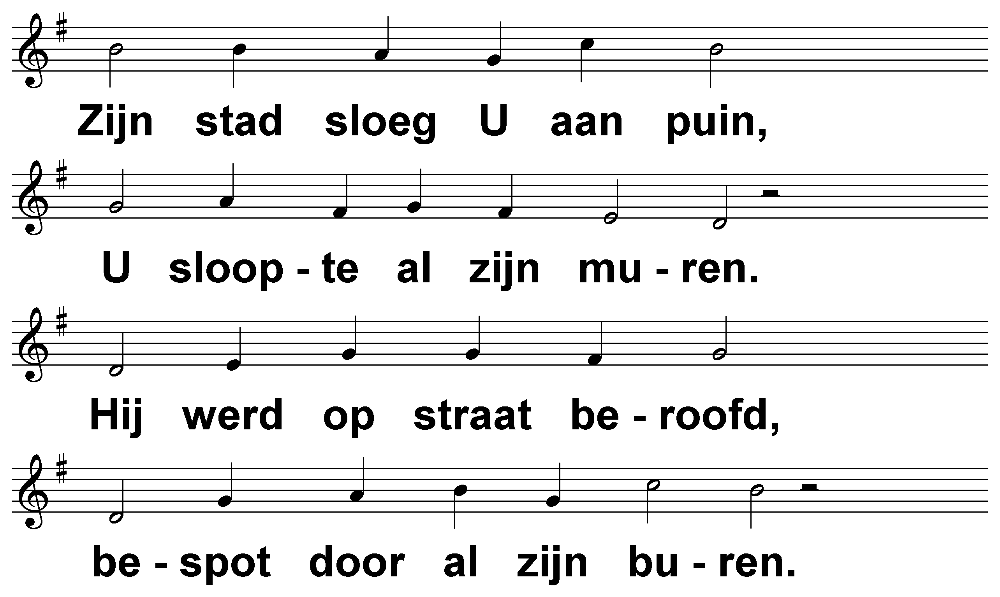 Zijn stad sloeg U aan puin,
U sloop - te al zijn mu - ren.
Hij werd op straat be - roofd,
be - spot door al zijn bu - ren.